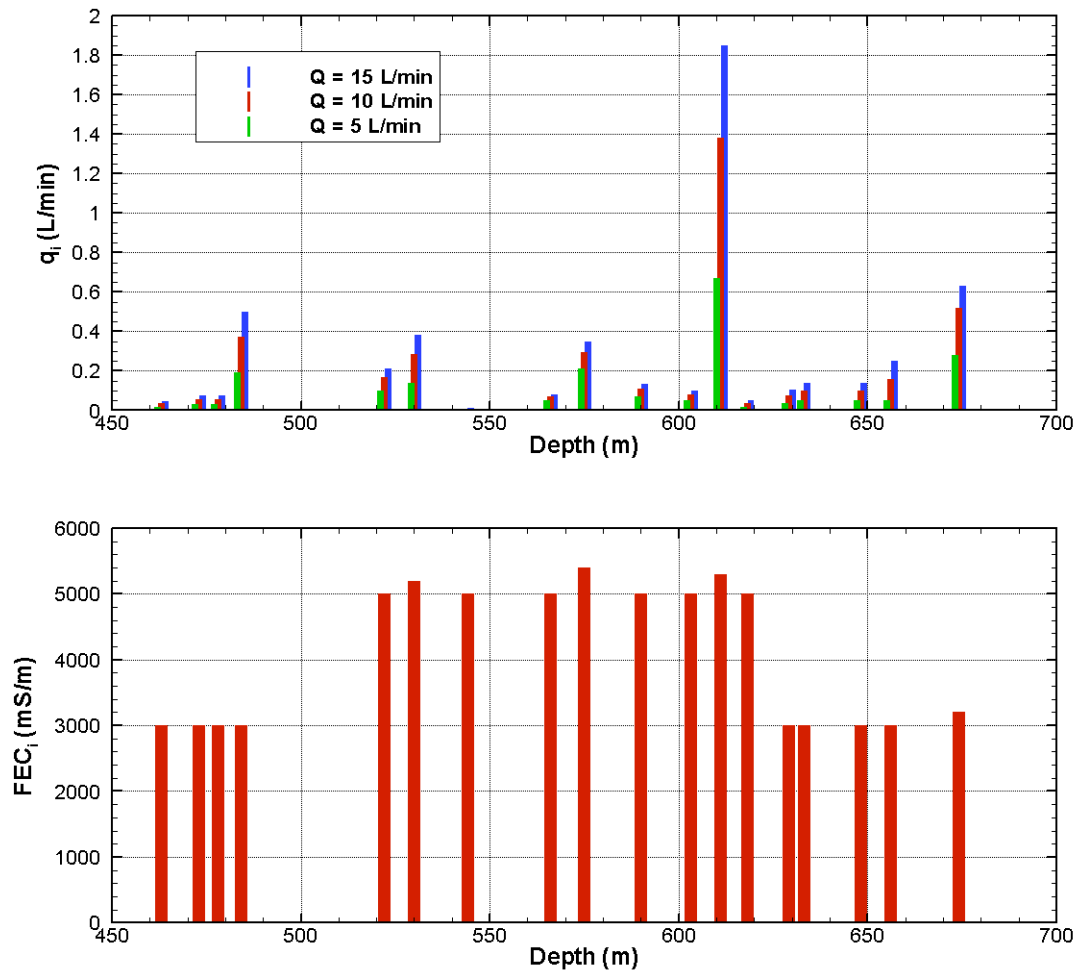 2
1.8
1.6
1.4
1.2
1
0.8
0.6
0.4
0.2
0
qi (L/min)
Q = 15 L/min
Q = 10 L/min
Q = 5 L/min
450 500 550 600 650 700
Depth (m)
6000
5000
4000
3000
2000
1000
0
FECi (mS/m)
450 500 550 600 650 700
Depth (m)